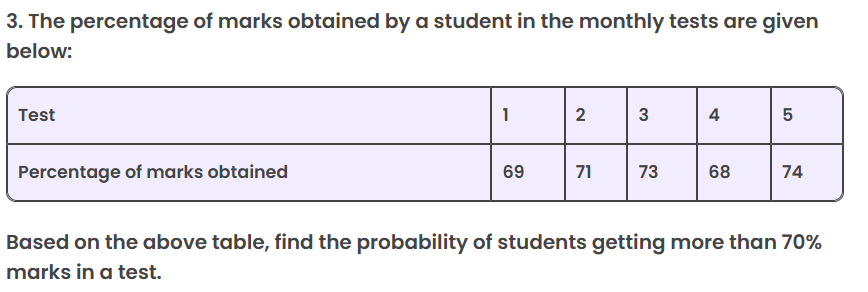 3. The percentage of marks obtained by a student in the monthly tests are given
below:
Test 1 2 3 4 5
Percentage of marks obtained 69 71 73 68 74
Based on the above table, find the probability of students getting more than 70%
marks in a test.